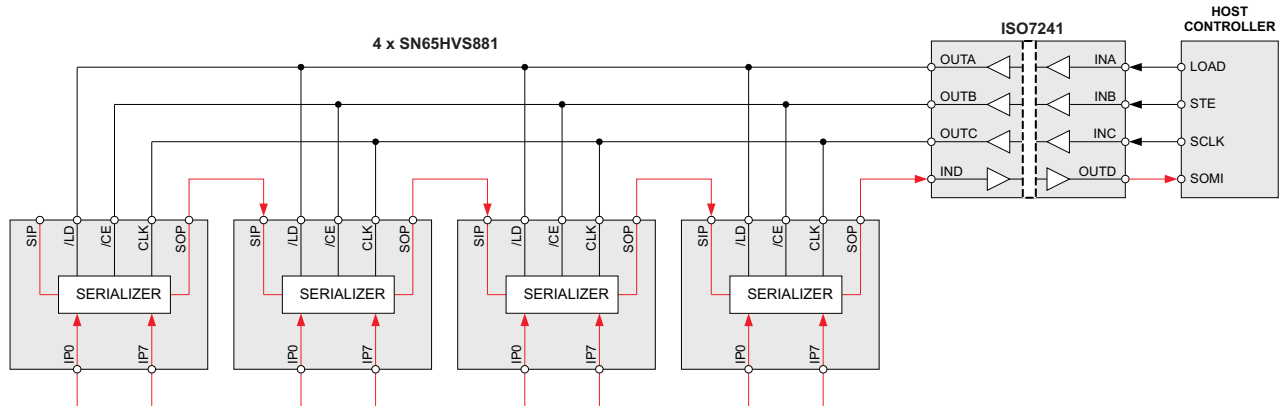 HOST
CONTROLLER
ISO7241
4 x SN65HVS881
OUTA INA LOAD
OUTB INB STE
OUTC INC SCLK
IND OUTD SOMI
SIP /LD /CE CLK SOP SIP /LD /CE CLK SOP SIP /LD /CE CLK SOP SIP /LD /CE CLK SOP
SERIALIZER SERIALIZER SERIALIZER SERIALIZER
IP0 IP7 IP0 IP7 IP0 IP7 IP0 IP7